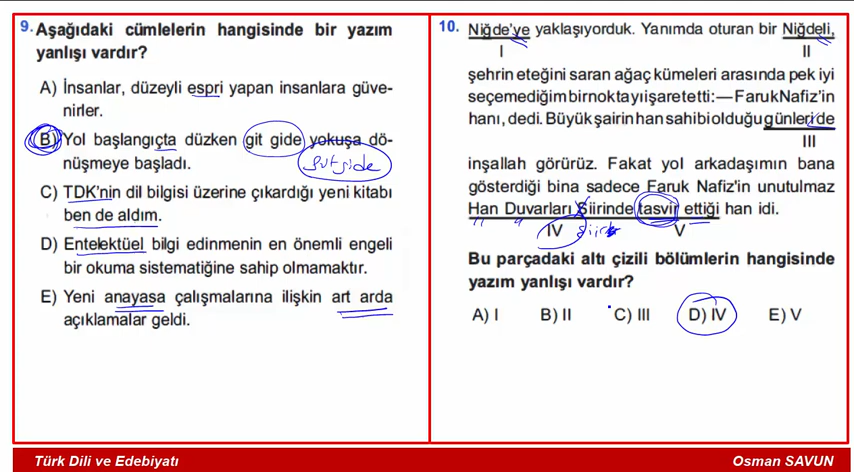 9. Aşağıdaki cümlelerin hangisinde bir yazım
yanlışı vardır?
A) İnsanlar, düzeyli espri yapan insanlara güve-
nirler.
B) Yol başlangıçta düzken git gide yokuşa dö-
nüşmeye başladı.
gitgide
C) TDK'nin dil bilgisi üzerine çıkardığı yeni kitabı
ben de aldım.
D) Entelektüel bilgi edinmenin en önemli engeli
bir okuma sistematiğine sahip olmamaktır.
E) Yeni anayasa çalışmalarına ilişkin art arda
açıklamalar geldi.
10. Niğde'ye yaklaşıyorduk. Yanımda oturan bir Niğdeli,
I II
şehrin eteğini saran ağaç kümeleri arasında pek iyi
seçemediğim bir noktayı işaret etti: — Faruk Nafiz'in
hanı, dedi. Büyük şairin han sahibi olduğu günleri de
III
inşallah görürüz. Fakat yol arkadaşımın bana
gösterdiği bina sadece Faruk Nafiz'in unutulmaz
Han Duvarları Şiirinde tasvir ettiği han idi.
IV V
Bu parçadaki altı çizili bölümlerin hangisinde
yazım yanlışı vardır?
A) I B) II C) III D) IV E) V
Türk Dili ve Edebiyatı
Osman SAVUN